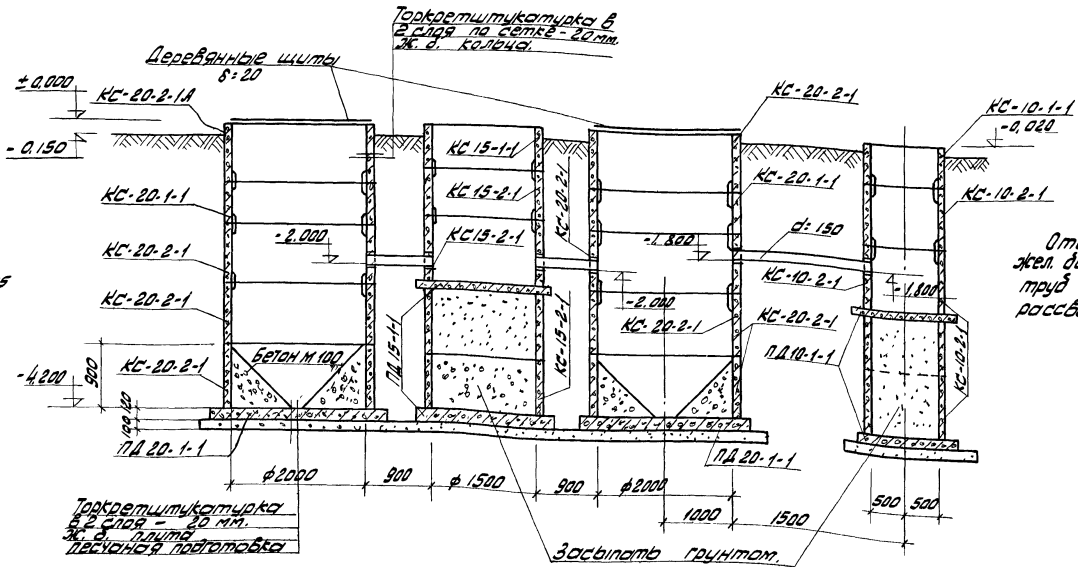 Торкретштукатурка в
2 слоя по сетке - 20 мм.
Ж. б. кольца.
Деревянные щиты
δ=20
± 0,000
КС-20-2-1А
КС-20-2-1
КС-10-1-1
-0,020
- 0,150
КС 15-1-1
КС-20-1-1
КС 15-2-1
КС-20-2-1
КС-20-1-1
КС-10-2-1
-2.000
КС 15-2-1
-1.800
d=150
КС-20-2-1
КС-10-2-1
-1.800
жел. б
труб
рассв
КС-20-2-1
-2.000
КС-20-2-1
КС-20-2-1
ПД 15-1-1
КС-15-2-1
ПД 10-1-1
КС-10-2-1
Бетон М 100
900
-4,200
КС-20-2-1
100
120
ПД 20-1-1
ПД 20-1-1
ф2000
900
ф1500
900
ф2000
1000
1500
500
500
Торкретштукатурка
в 2 слоя - 20 мм.
Ж. б. плита
песчаная подготовка
Засыпать грунтом.